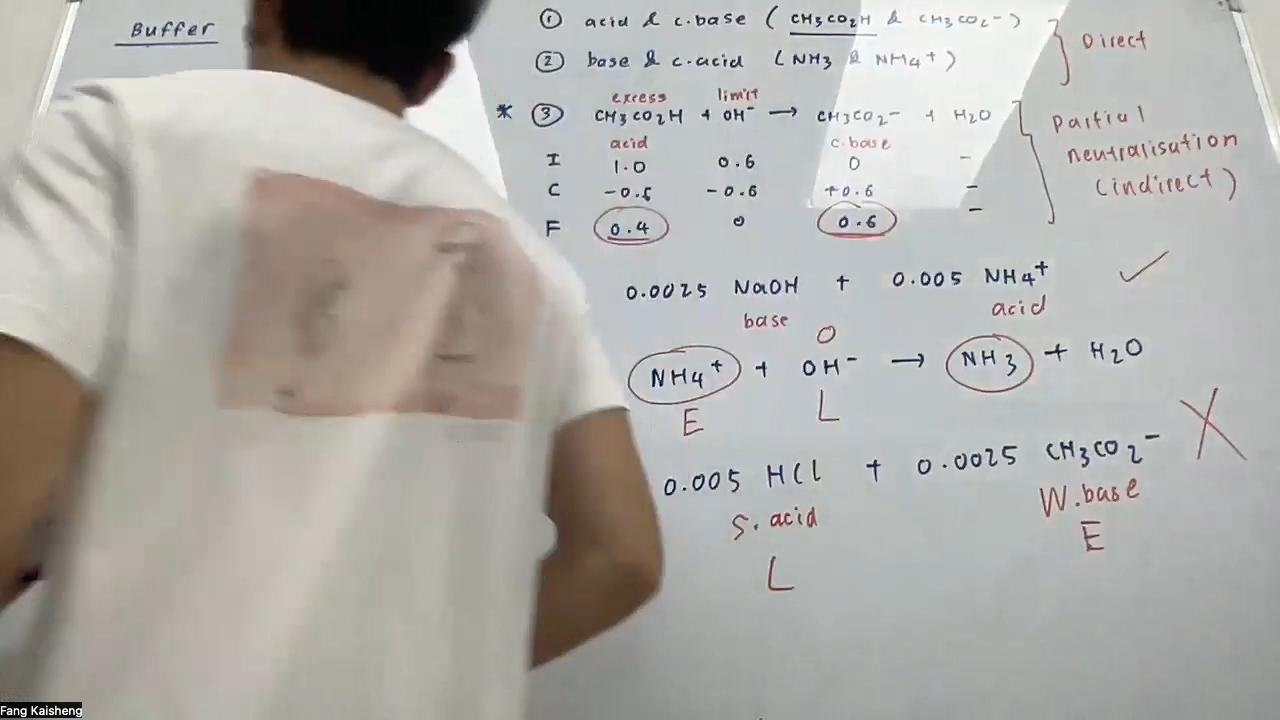 Buffer
① acid & c.base ( CH3CO2H & CH3CO2- )
② base & c.acid ( NH3 & NH4+ )
Direct
excess limit
* ③ CH3CO2H + OH- → CH3CO2- + H2O
acid c.base
I 1.0 0.6 0 -
C -0.6 -0.6 +0.6 -
F 0.4 0 0.6 -
Partial
neutralisation
(indirect)
0.0025 NaOH + 0.005 NH4+ ✓
base acid
O
NH4+ + OH- → NH3 + H2O
E L
0.005 HCl + 0.0025 CH3CO2- X
S. acid W. base
L E
Fang Kaisheng